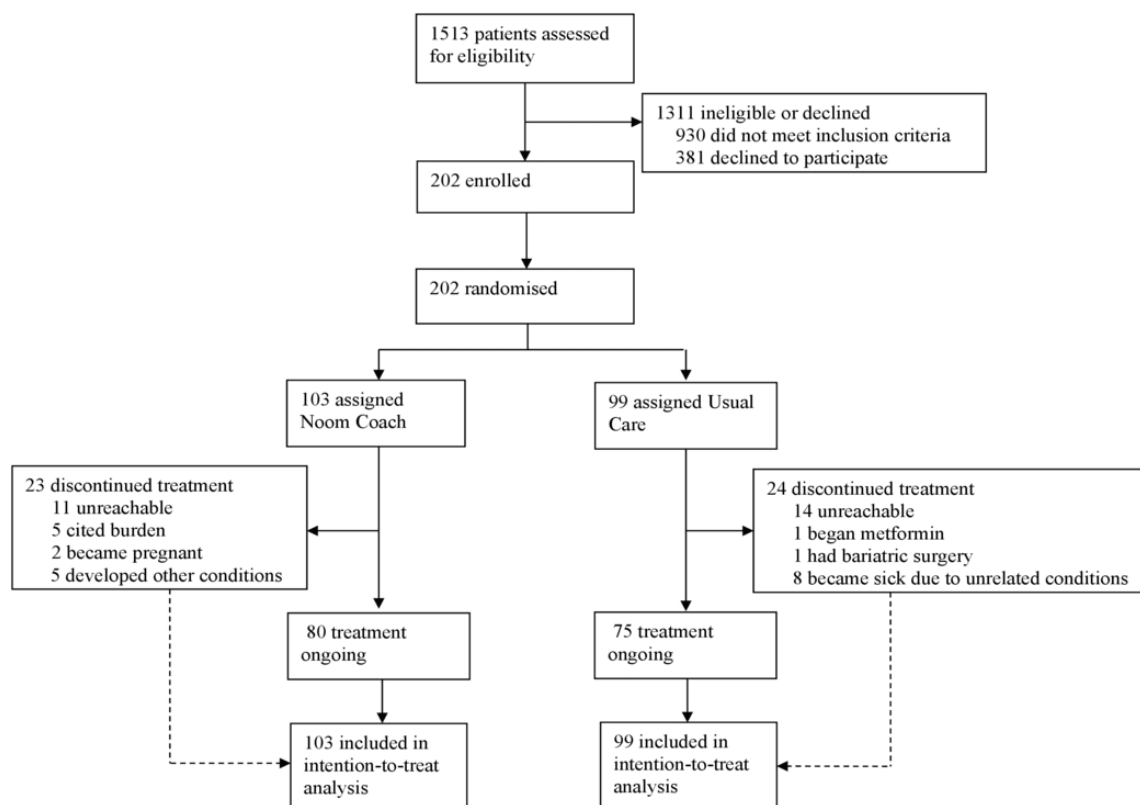 1513 patients assessed
for eligibility
1311 ineligible or declined
930 did not meet inclusion criteria
381 declined to participate
202 enrolled
202 randomised
103 assigned
Noom Coach
99 assigned Usual
Care
23 discontinued treatment
11 unreachable
5 cited burden
2 became pregnant
5 developed other conditions
24 discontinued treatment
14 unreachable
1 began metformin
1 had bariatric surgery
8 became sick due to unrelated conditions
80 treatment
ongoing
75 treatment
ongoing
103 included in
intention-to-treat
analysis
99 included in
intention-to-treat
analysis